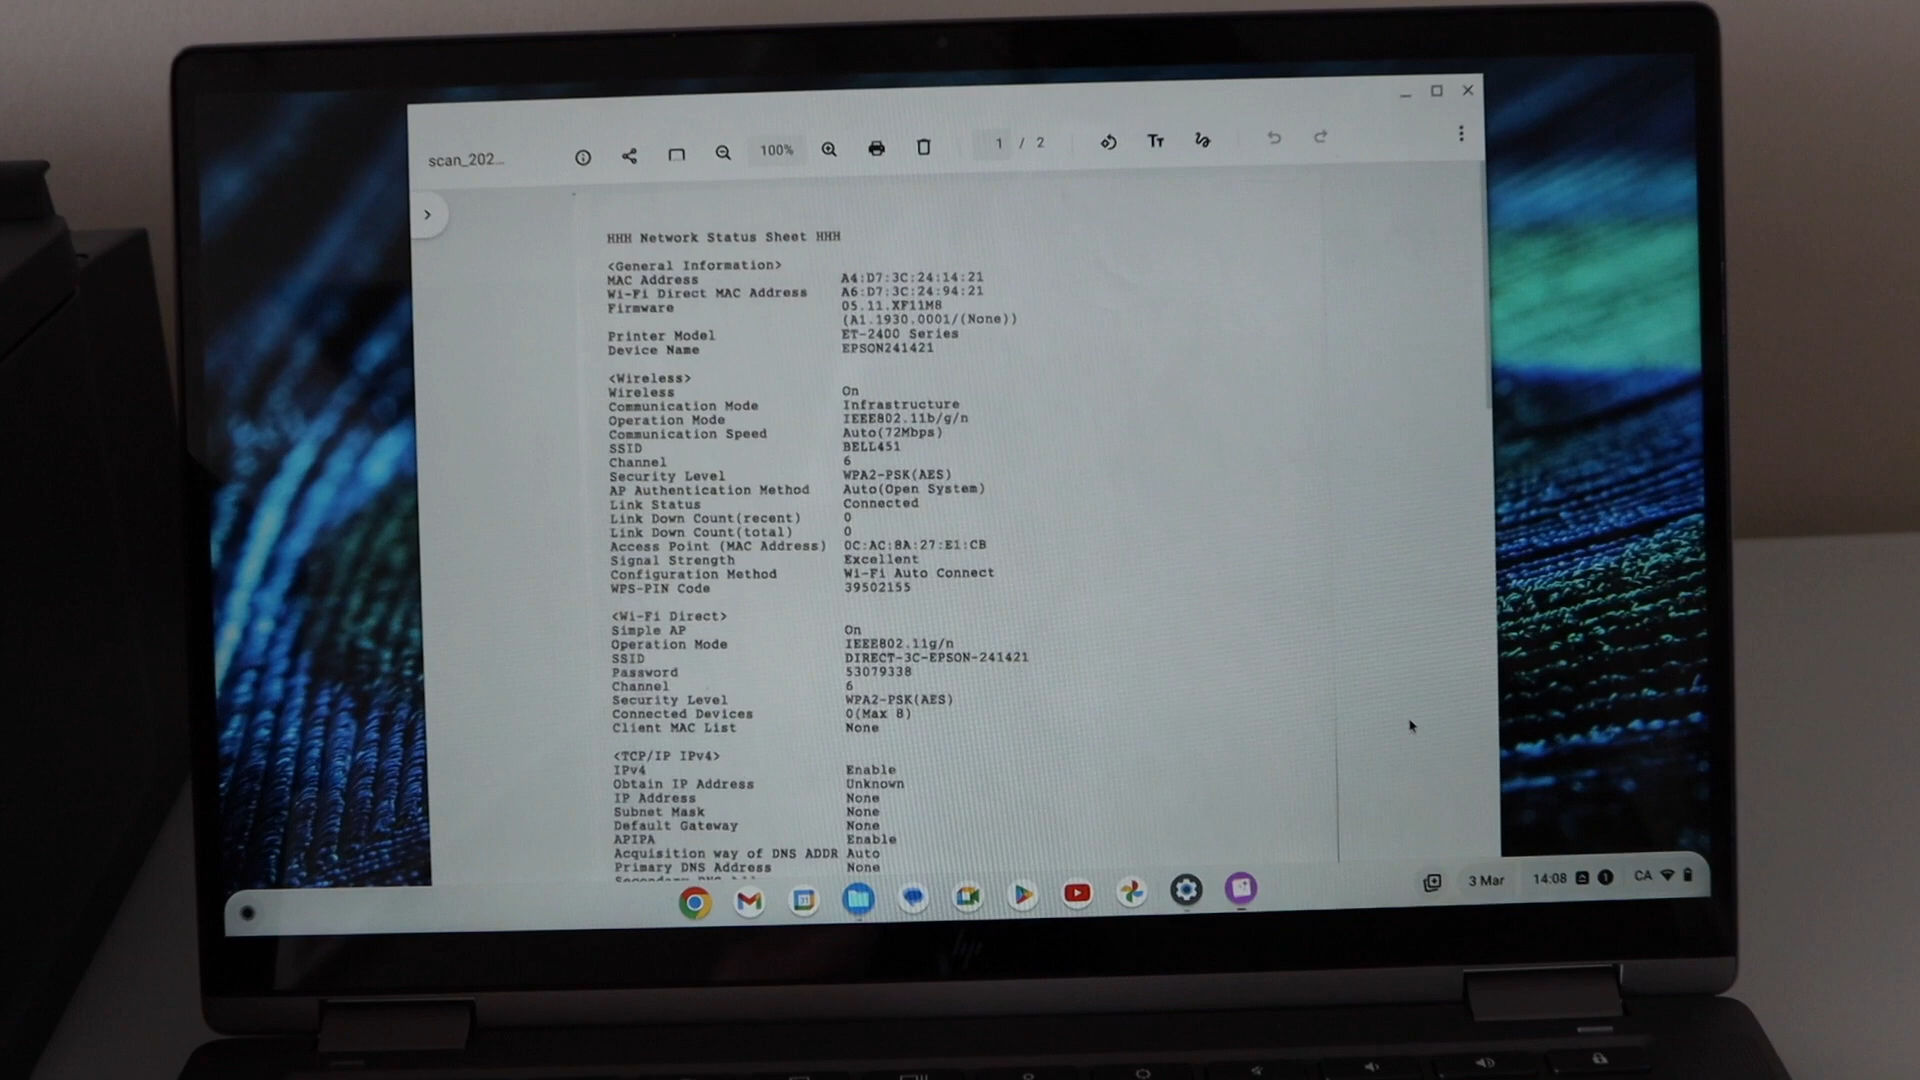 scan_202...
100%
1 / 2
HHH Network Status Sheet HHH
<General Information>
MAC Address A4:D7:3C:24:14:21
Wi-Fi Direct MAC Address A6:D7:3C:24:94:21
Firmware 05.11.XF11M8
(A1.1930.0001/(None))
Printer Model ET-2400 Series
Device Name EPSON241421
<Wireless>
Wireless On
Communication Mode Infrastructure
Operation Mode IEEE802.11b/g/n
Communication Speed Auto(72Mbps)
SSID BELL451
Channel 6
Security Level WPA2-PSK(AES)
AP Authentication Method Auto(Open System)
Link Status Connected
Link Down Count(recent) 0
Link Down Count(total) 0
Access Point (MAC Address) 0C:AC:8A:27:E1:CB
Signal Strength Excellent
Configuration Method Wi-Fi Auto Connect
WPS-PIN Code 39502155
<Wi-Fi Direct>
Simple AP On
Operation Mode IEEE802.11g/n
SSID DIRECT-3C-EPSON-241421
Password 53079338
Channel 6
Security Level WPA2-PSK(AES)
Connected Devices 0(Max 8)
Client MAC List None
<TCP/IP IPv4>
IPv4 Enable
Obtain IP Address Unknown
IP Address None
Subnet Mask None
Default Gateway None
APIPA Enable
Acquisition way of DNS ADDR Auto
Primary DNS Address None
3 Mar 14:08 1 CA
hp